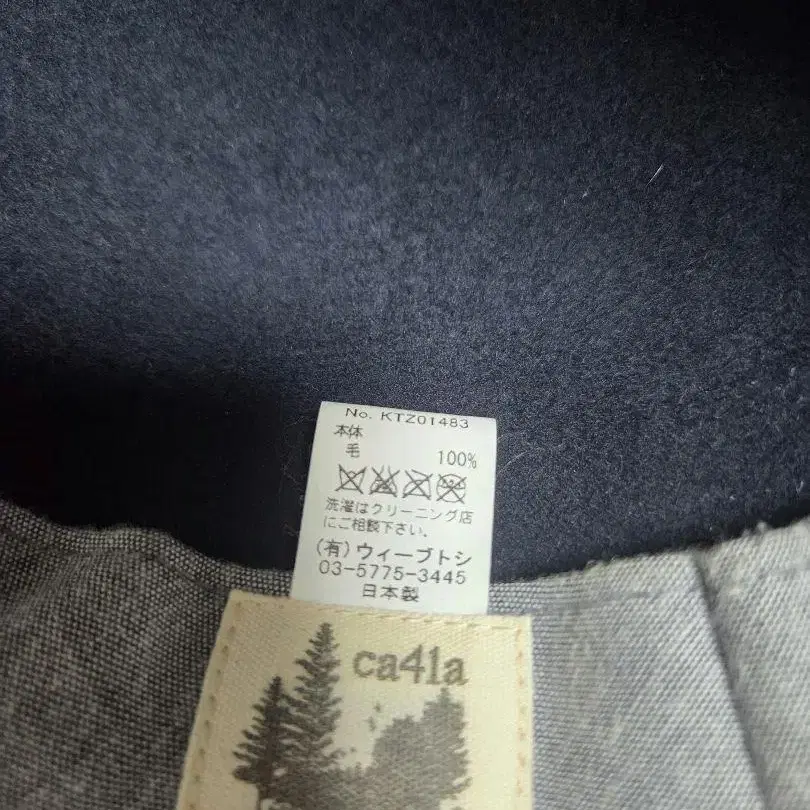 No. KTZ01483
本体
毛 100%
洗濯はクリーニング店
にご相談下さい。
(有)ウィーブトシ
03-5775-3445
日本製
ca4la